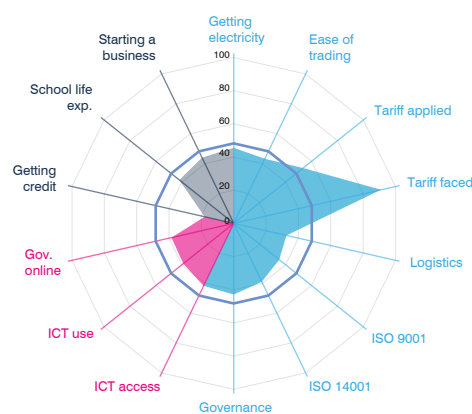 Getting
electricity
Starting a
business
Ease of
trading
100
80
60
40
20
0
School life
exp.
Tariff applied
Getting
credit
Tariff faced
Gov.
online
Logistics
ICT use
ISO 9001
ICT access
ISO 14001
Governance